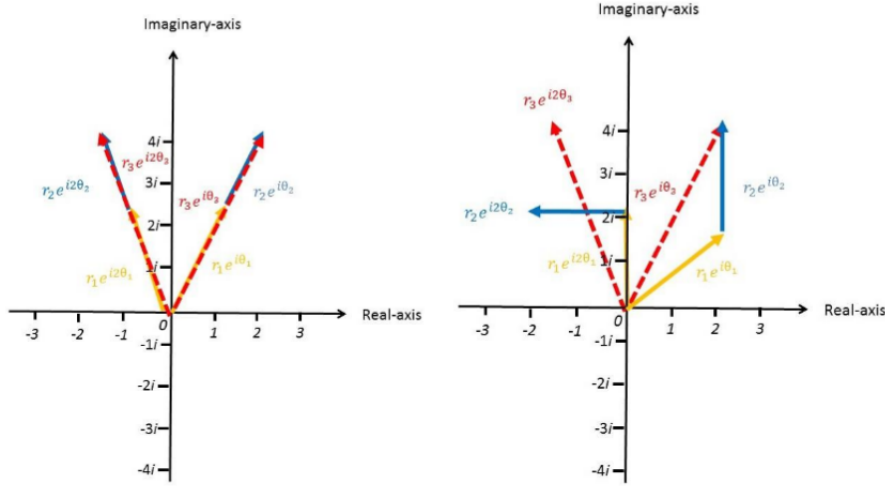 Imaginary-axis
4i
3i
2i
1i
0
-1i
-2i
-3i
-4i
-3
-2
-1
1
2
3
Real-axis
r₂e^{i2θ₂}
r₃e^{i2θ₃}
r₁e^{i2θ₁}
r₃e^{iθ₃}
r₂e^{iθ₂}
r₁e^{iθ₁}
Imaginary-axis
4i
3i
2i
1i
0
-1i
-2i
-3i
-4i
-3
-2
-1
1
2
3
Real-axis
r₃e^{i2θ₃}
r₂e^{i2θ₂}
r₁e^{i2θ₁}
r₃e^{iθ₃}
r₂e^{iθ₂}
r₁e^{iθ₁}